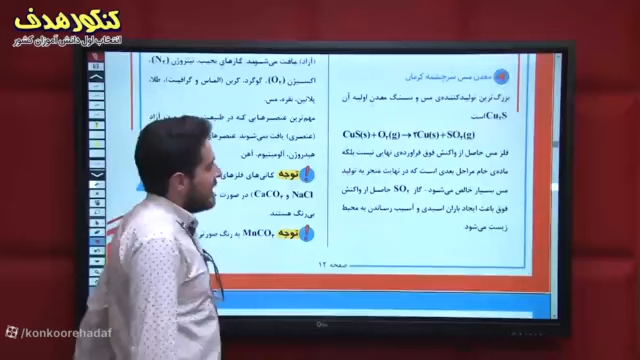 کنکور هدف
انتخاب اول دانش آموزان کشور
معدن مس سرچشمه کرمان
بزرگ‌ترین تولیدکننده‌ی مس و سنگ معدن اولیه آن
Cu₂S است
CuS(s)+O₂(g)→2Cu(s)+SO₂(g)
فلز مس حاصل از واکنش فوق فراورده‌ی نهایی نیست بلکه
ماده‌ی خام مراحل بعدی است که در نهایت منجر به تولید
مس بسیار خالص می‌شود - گاز SO₂ حاصل از واکنش
فوق باعث ایجاد باران اسیدی و آسیب رساندن به محیط
زیست می‌شود
(آزاد) یافت می‌شوند. گازهای نجیب، نیتروژن (N₂)،
اکسیژن (O₂)، گوگرد، کربن (الماس و گرافیت)، طلا،
پلاتین، نقره، مس.
مهم‌ترین عنصرهایی که در طبیعت آزاد
(عنصری) یافت نمی‌شوند. عنصرهای
هیدروژن، آلومینیوم، آهن
توجه کانی‌های فلزهای
NaCl و CaCO₃) در صورت
بی‌رنگ هستند.
توجه MnCO₃ به رنگ صورتی
صفحه ۱۲
/konkoorehadaf